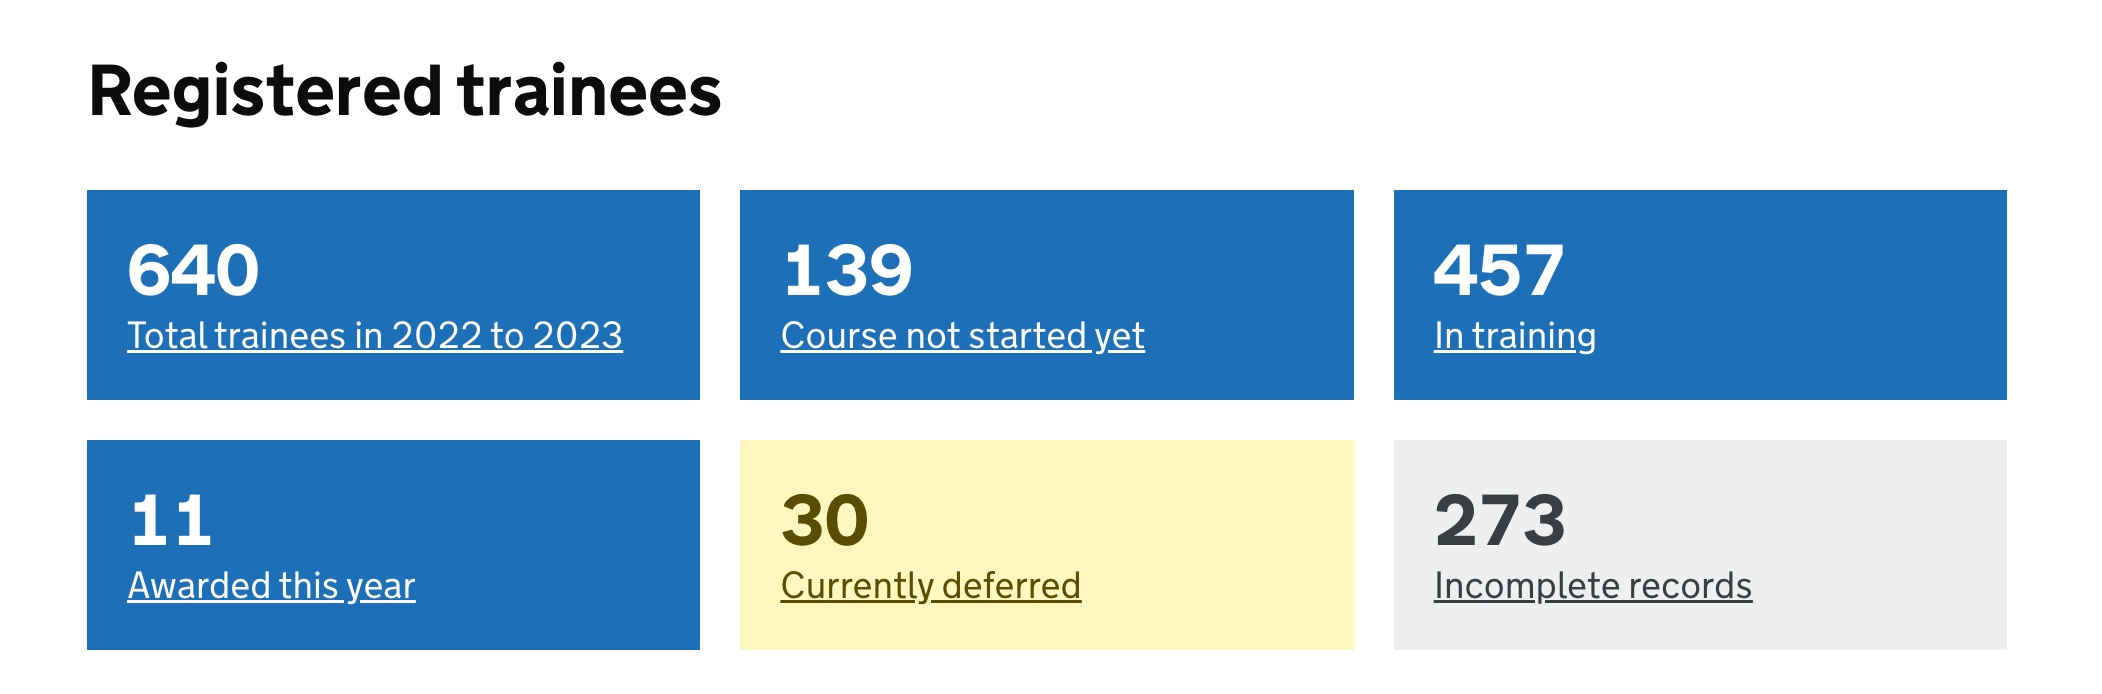 Registered trainees
640
Total trainees in 2022 to 2023
139
Course not started yet
457
In training
11
Awarded this year
30
Currently deferred
273
Incomplete records